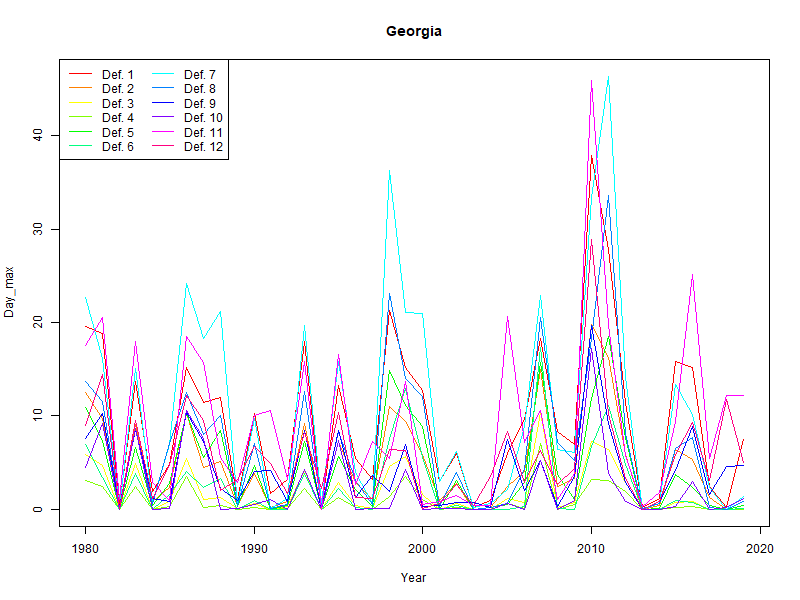 Georgia
Def. 1 Def. 7
Def. 2 Def. 8
Def. 3 Def. 9
Def. 4 Def. 10
Def. 5 Def. 11
Def. 6 Def. 12
Day_max
40
30
20
10
0
1980 1990 2000 2010 2020
Year